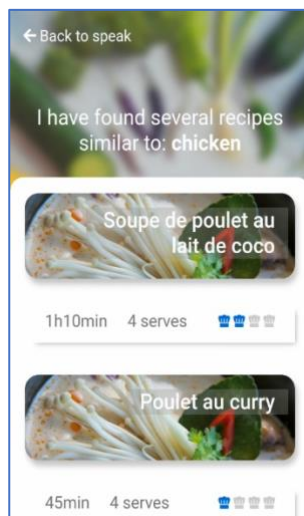 ← Back to speak
I have found several recipes
similar to: chicken
Soupe de poulet au
lait de coco
1h10min 4 serves
Poulet au curry
45min 4 serves